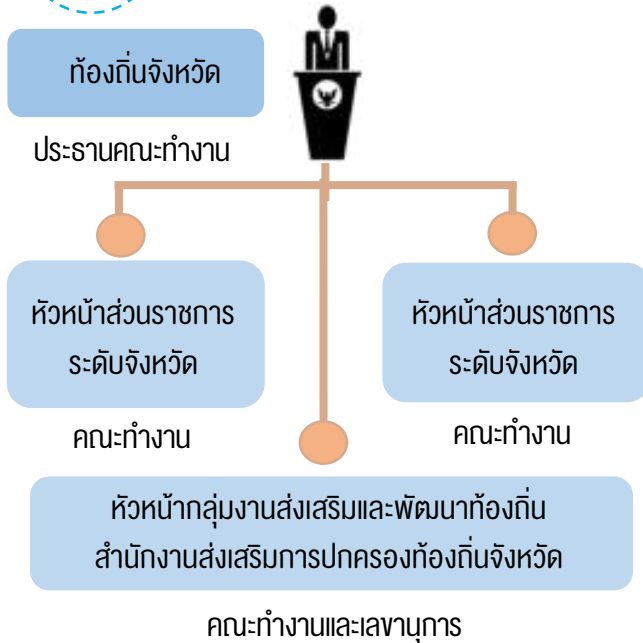 ท้องถิ่นจังหวัด
ประธานคณะทำงาน
หัวหน้าส่วนราชการ
ระดับจังหวัด
คณะทำงาน
หัวหน้าส่วนราชการ
ระดับจังหวัด
คณะทำงาน
หัวหน้ากลุ่มงานส่งเสริมและพัฒนาท้องถิ่น
สำนักงานส่งเสริมการปกครองท้องถิ่นจังหวัด
คณะทำงานและเลขานุการ